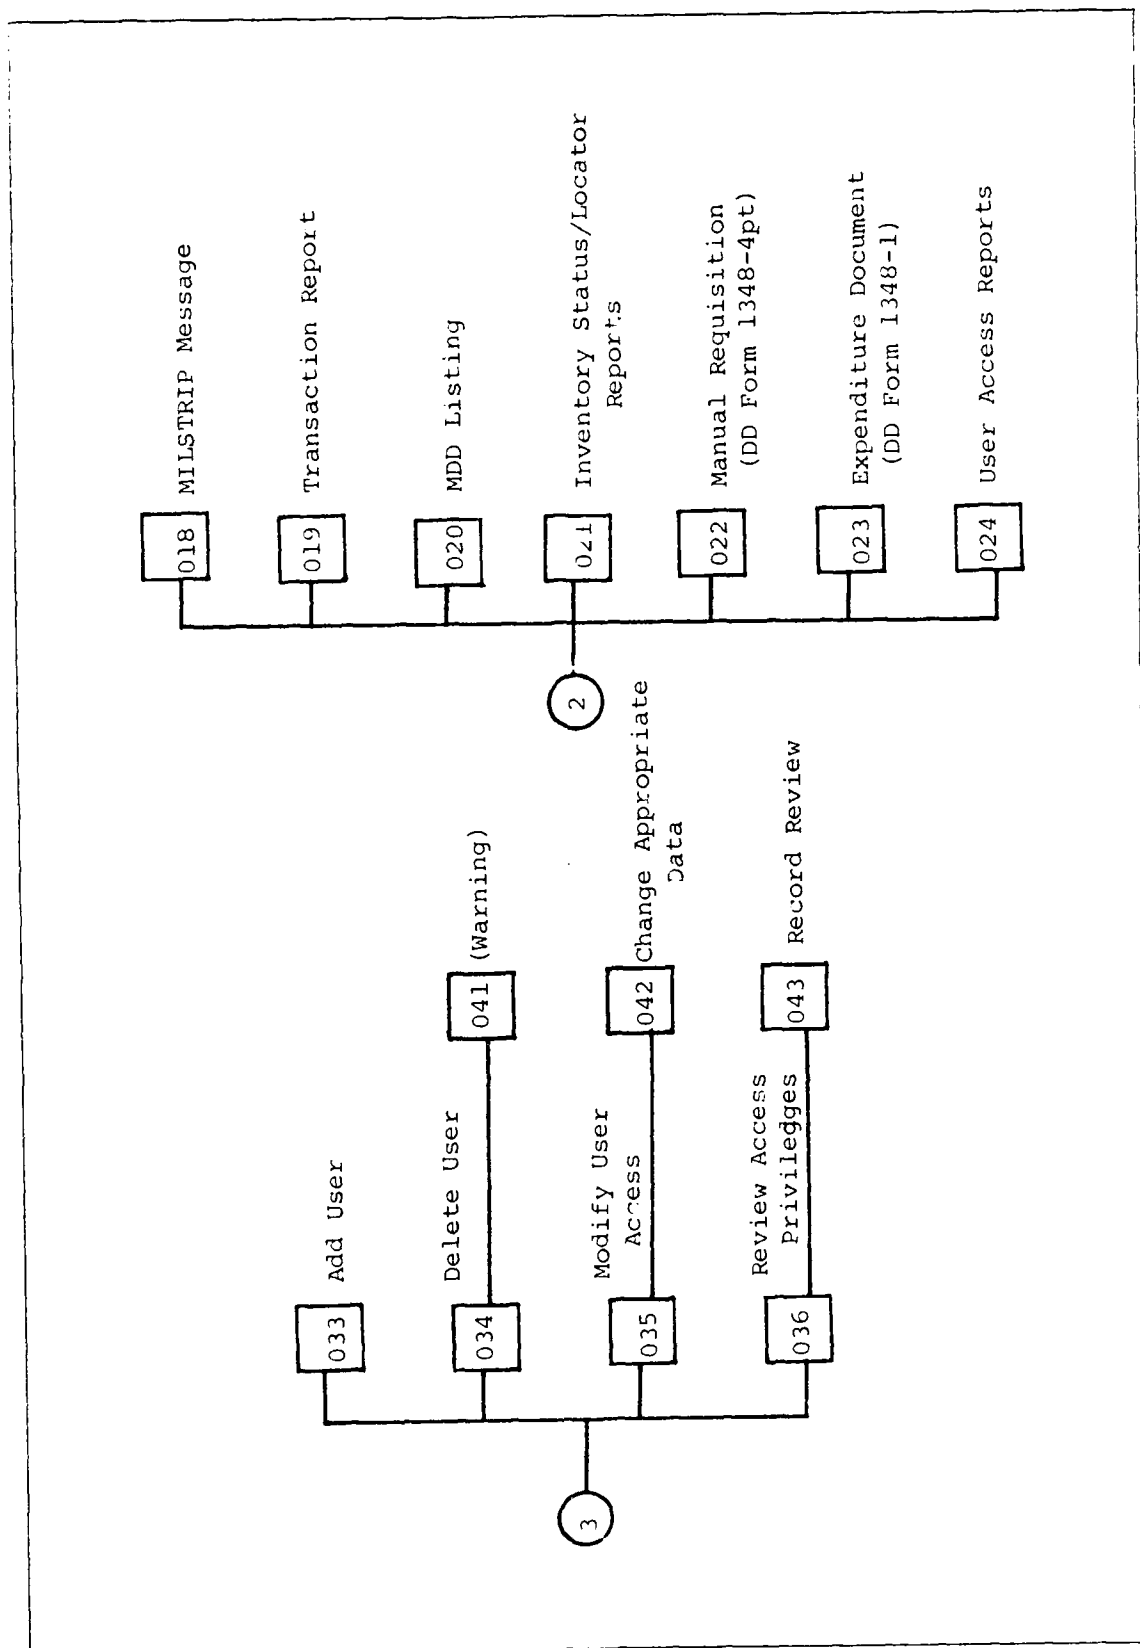 3
033 Add User
034 Delete User
041 (Warning)
035 Modify User
Access
042 Change Appropriate
Data
036 Review Access
Priviledges
043 Record Review
2
018 MILSTRIP Message
019 Transaction Report
020 MDD Listing
021 Inventory Status/Locator
Reports
022 Manual Requisition
(DD Form 1348-4pt)
023 Expenditure Document
(DD Form 1348-1)
024 User Access Reports